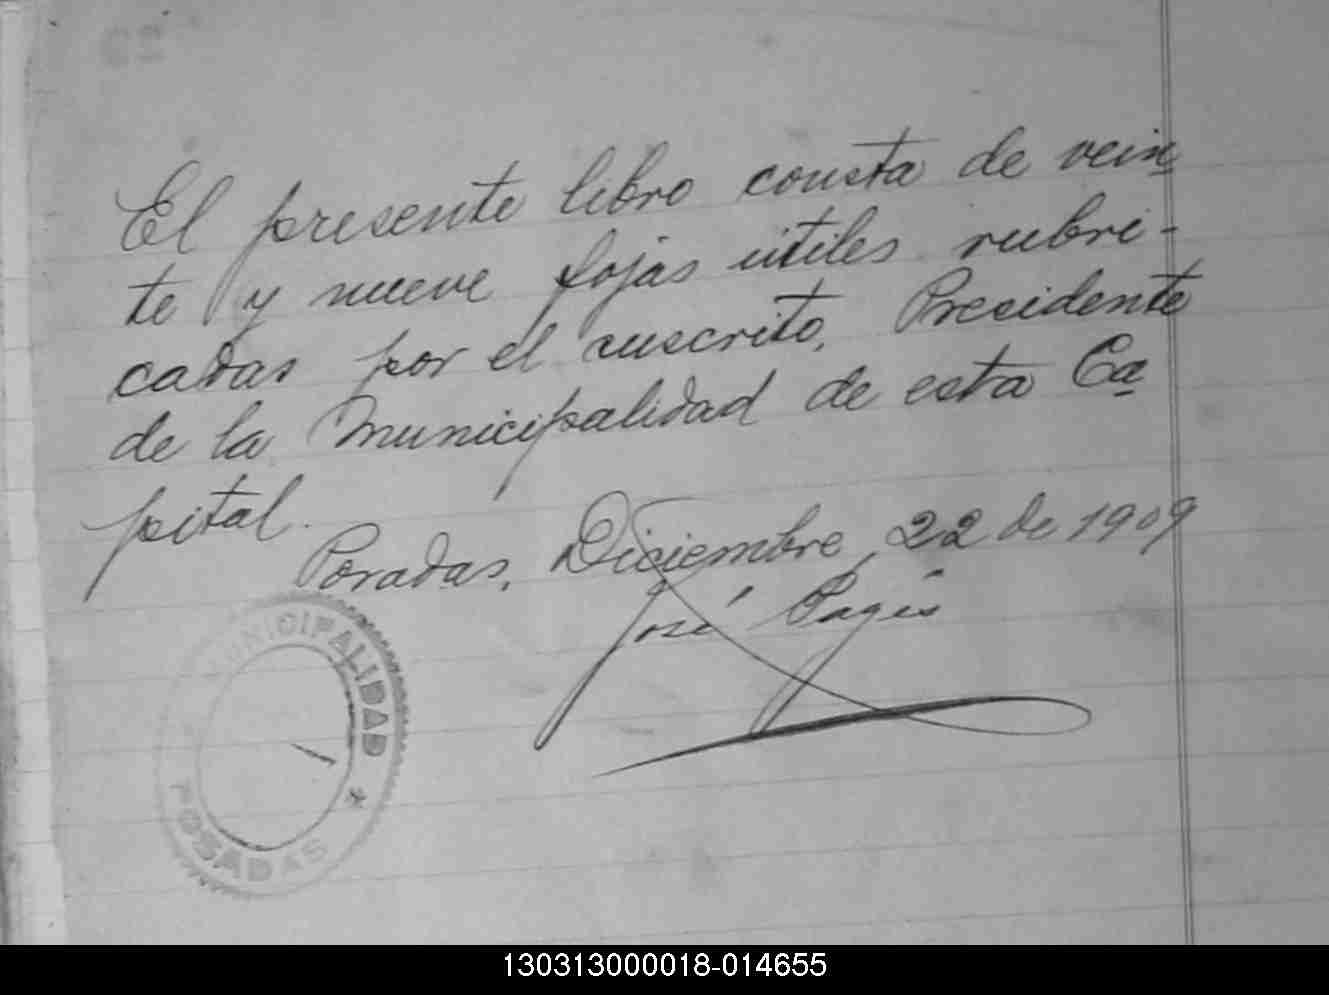 El presente libro consta de vein
te y nueve fojas útiles rubri-
cadas por el suscrito, Presidente
de la Municipalidad de esta Ca
pital.
Posadas, Diciembre 22 de 1909
José Pagés
MUNICIPALIDAD
POSADAS
130313000018-014655